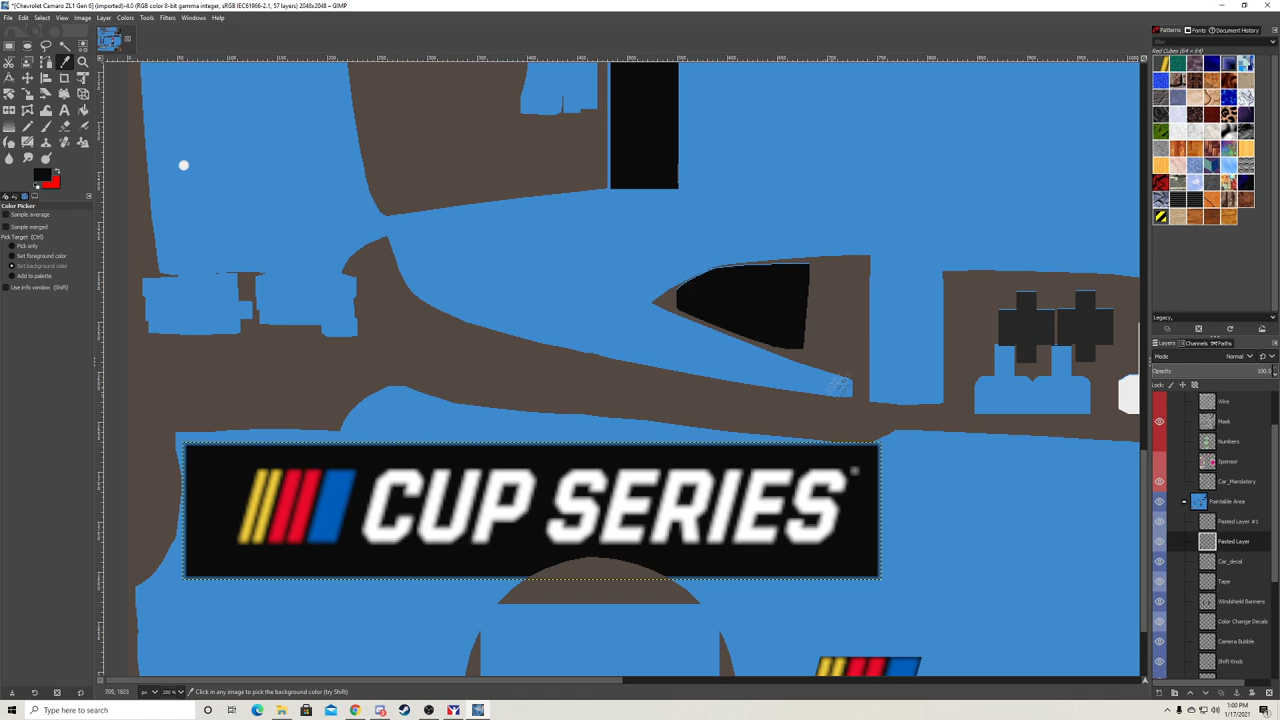 *[Chevrolet Camaro ZL1 Gen 6] (imported)-4.0 (RGB color 8-bit gamma integer, sRGB IEC61966-2.1, 57 layers) 2048x2048 – GIMP
File Edit Select View Image Layer Colors Tools Filters Windows Help
Patterns Fonts Document History
filter
Red Cubes (64 × 64)
Color Picker
Sample average
Sample merged
Pick Target (Ctrl)
Pick only
Set foreground color
Set background color
Add to palette
Use info window (Shift)
Legacy,
Layers Channels Paths
Mode Normal
Opacity 100.0
Lock:
Wire
Mask
Numbers
Sponsor
Car_Mandatory
Paintable Area
Pasted Layer #1
Pasted Layer
Car_decal
Tape
Windshield Banners
Color Change Decals
Camera Bubble
Shift Knob
CUP SERIES
709, 1603 px 200 % Click in any image to pick the background color (try Shift)
Type here to search
1:00 PM
1/17/2021